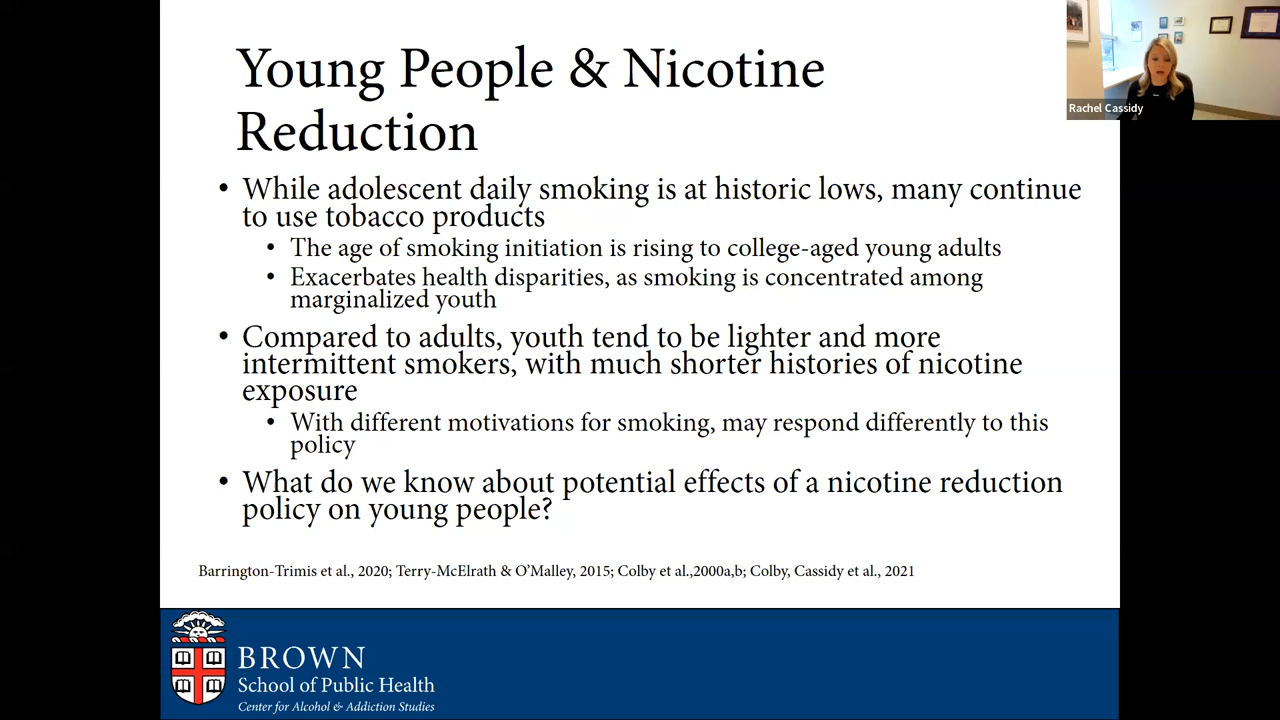 Young People & Nicotine
Reduction
• While adolescent daily smoking is at historic lows, many continue
to use tobacco products
• The age of smoking initiation is rising to college-aged young adults
• Exacerbates health disparities, as smoking is concentrated among
marginalized youth
• Compared to adults, youth tend to be lighter and more
intermittent smokers, with much shorter histories of nicotine
exposure
• With different motivations for smoking, may respond differently to this
policy
• What do we know about potential effects of a nicotine reduction
policy on young people?
Barrington-Trimis et al., 2020; Terry-McElrath & O’Malley, 2015; Colby et al.,2000a,b; Colby, Cassidy et al., 2021
BROWN
School of Public Health
Center for Alcohol & Addiction Studies
Rachel Cassidy